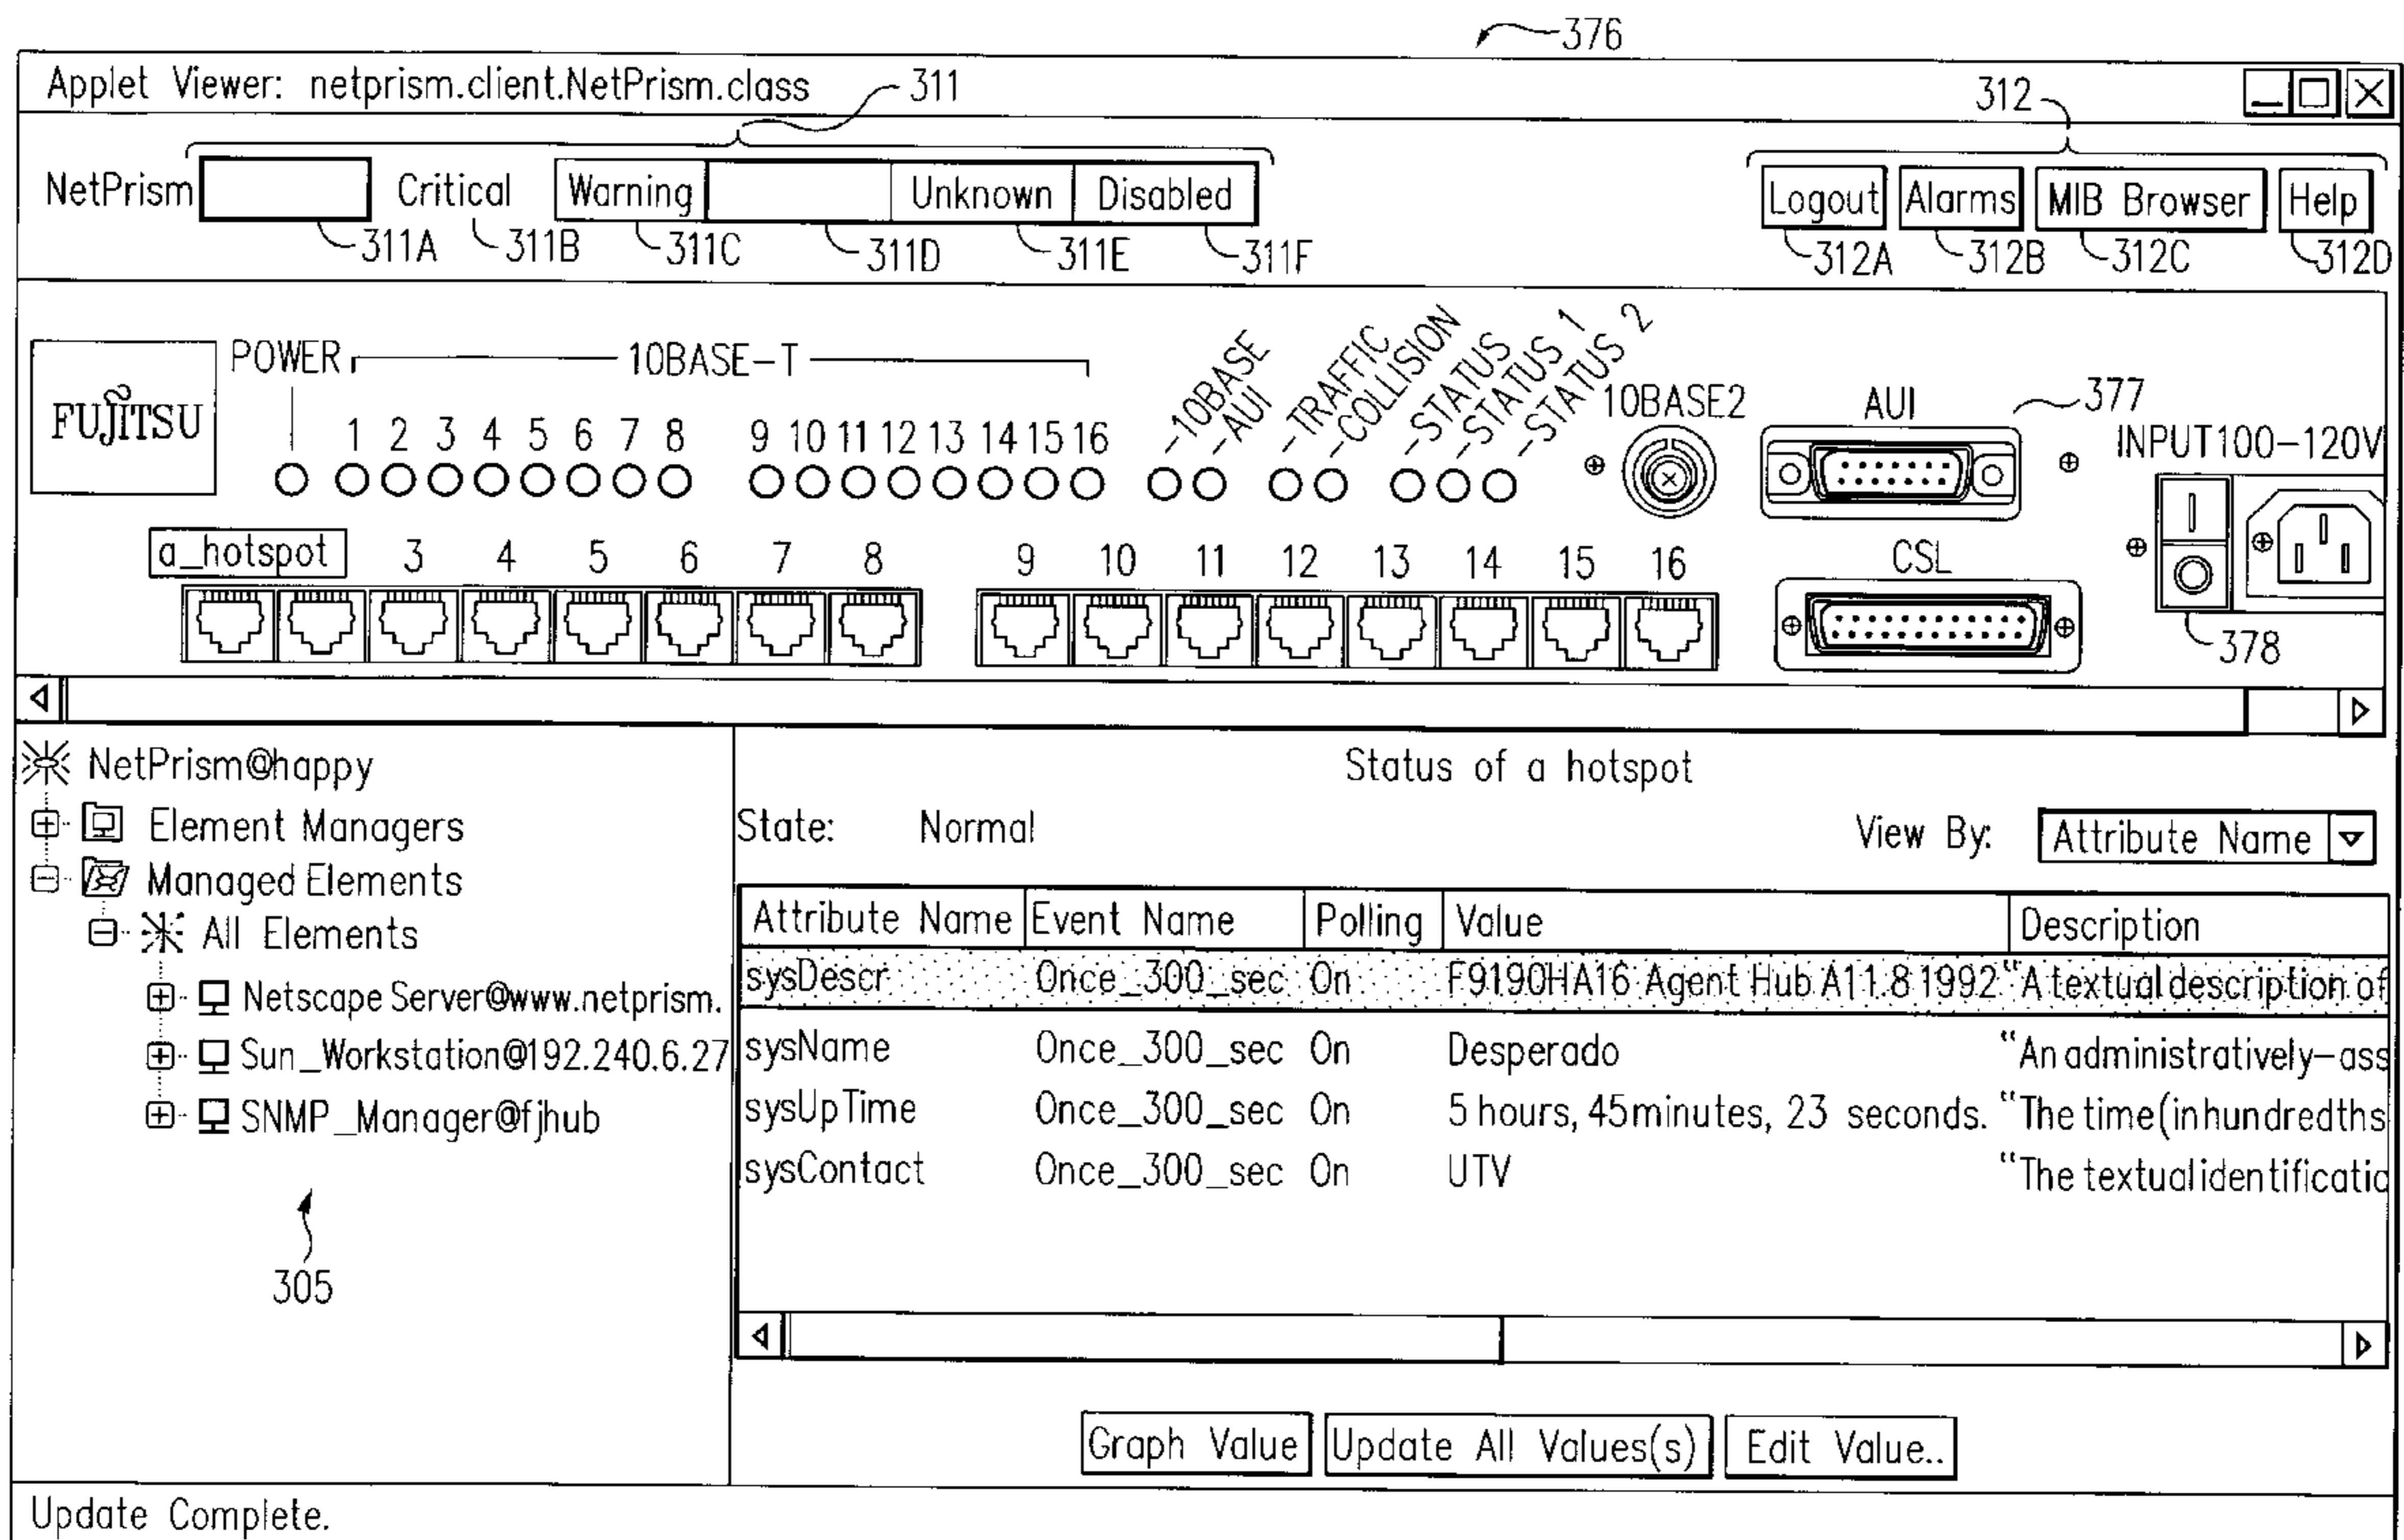 376
Applet Viewer: netprism.client.NetPrism.class
311
312
NetPrism Critical Warning Unknown Disabled
Logout Alarms MIB Browser Help
311A 311B 311C 311D 311E 311F
312A 312B 312C 312D
FUJITSU
POWER
10BASE-T
1 2 3 4 5 6 7 8 9 10 11 12 13 14 15 16
-10BASE
-AUI
-TRAFFIC
-COLLISION
-STATUS
-STATUS 1
-STATUS 2
10BASE2
AUI
377
INPUT100-120V
a_hotspot 3 4 5 6 7 8 9 10 11 12 13 14 15 16
CSL
378
NetPrism@happy
Element Managers
Managed Elements
All Elements
Netscape Server@www.netprism.
Sun_Workstation@192.240.6.27
SNMP_Manager@fjhub
305
Status of a hotspot
State: Normal
View By: Attribute Name
Attribute Name Event Name Polling Value Description
sysDescr Once_300_sec On F9190HA16 Agent Hub A11.8 1992 "A textual description of
sysName Once_300_sec On Desperado "An administratively-ass
sysUpTime Once_300_sec On 5 hours, 45 minutes, 23 seconds. "The time (in hundredths
sysContact Once_300_sec On UTV "The textual identificatio
Graph Value Update All Values(s) Edit Value..
Update Complete.